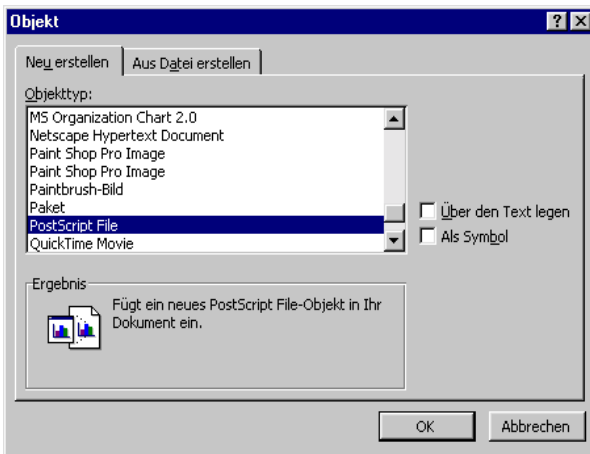 Objekt
Neu erstellen
Aus Datei erstellen
Objekttyp:
MS Organization Chart 2.0
Netscape Hypertext Document
Paint Shop Pro Image
Paint Shop Pro Image
Paintbrush-Bild
Paket
PostScript File
QuickTime Movie
Über den Text legen
Als Symbol
Ergebnis
Fügt ein neues PostScript File-Objekt in Ihr
Dokument ein.
OK
Abbrechen